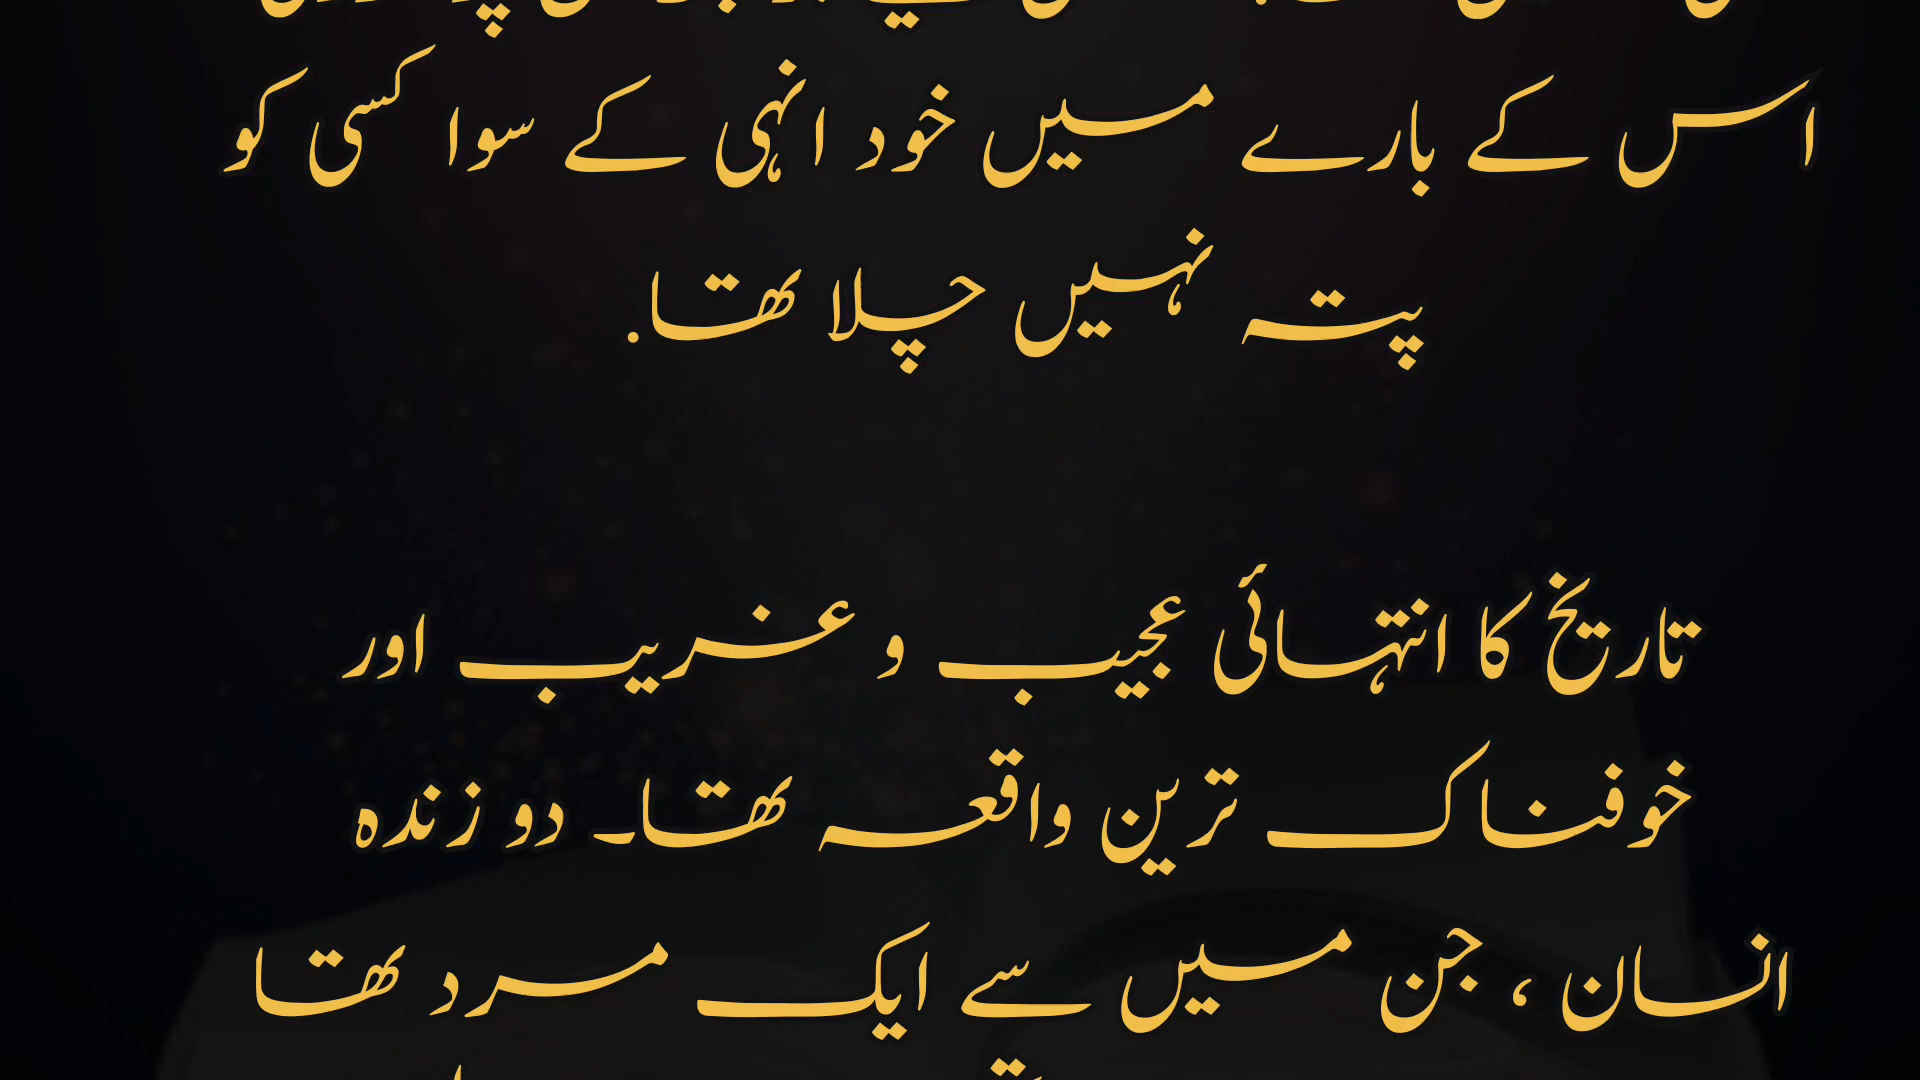 اس کے بارے میں خود انہی کے سوا کسی کو
پتہ نہیں چلا تھا.
تاریخ کا انتہائی عجیب و غریب اور
خوفناک ترین واقعہ تھا۔ دو زندہ
انسان ، جن میں سے ایک مرد تھا